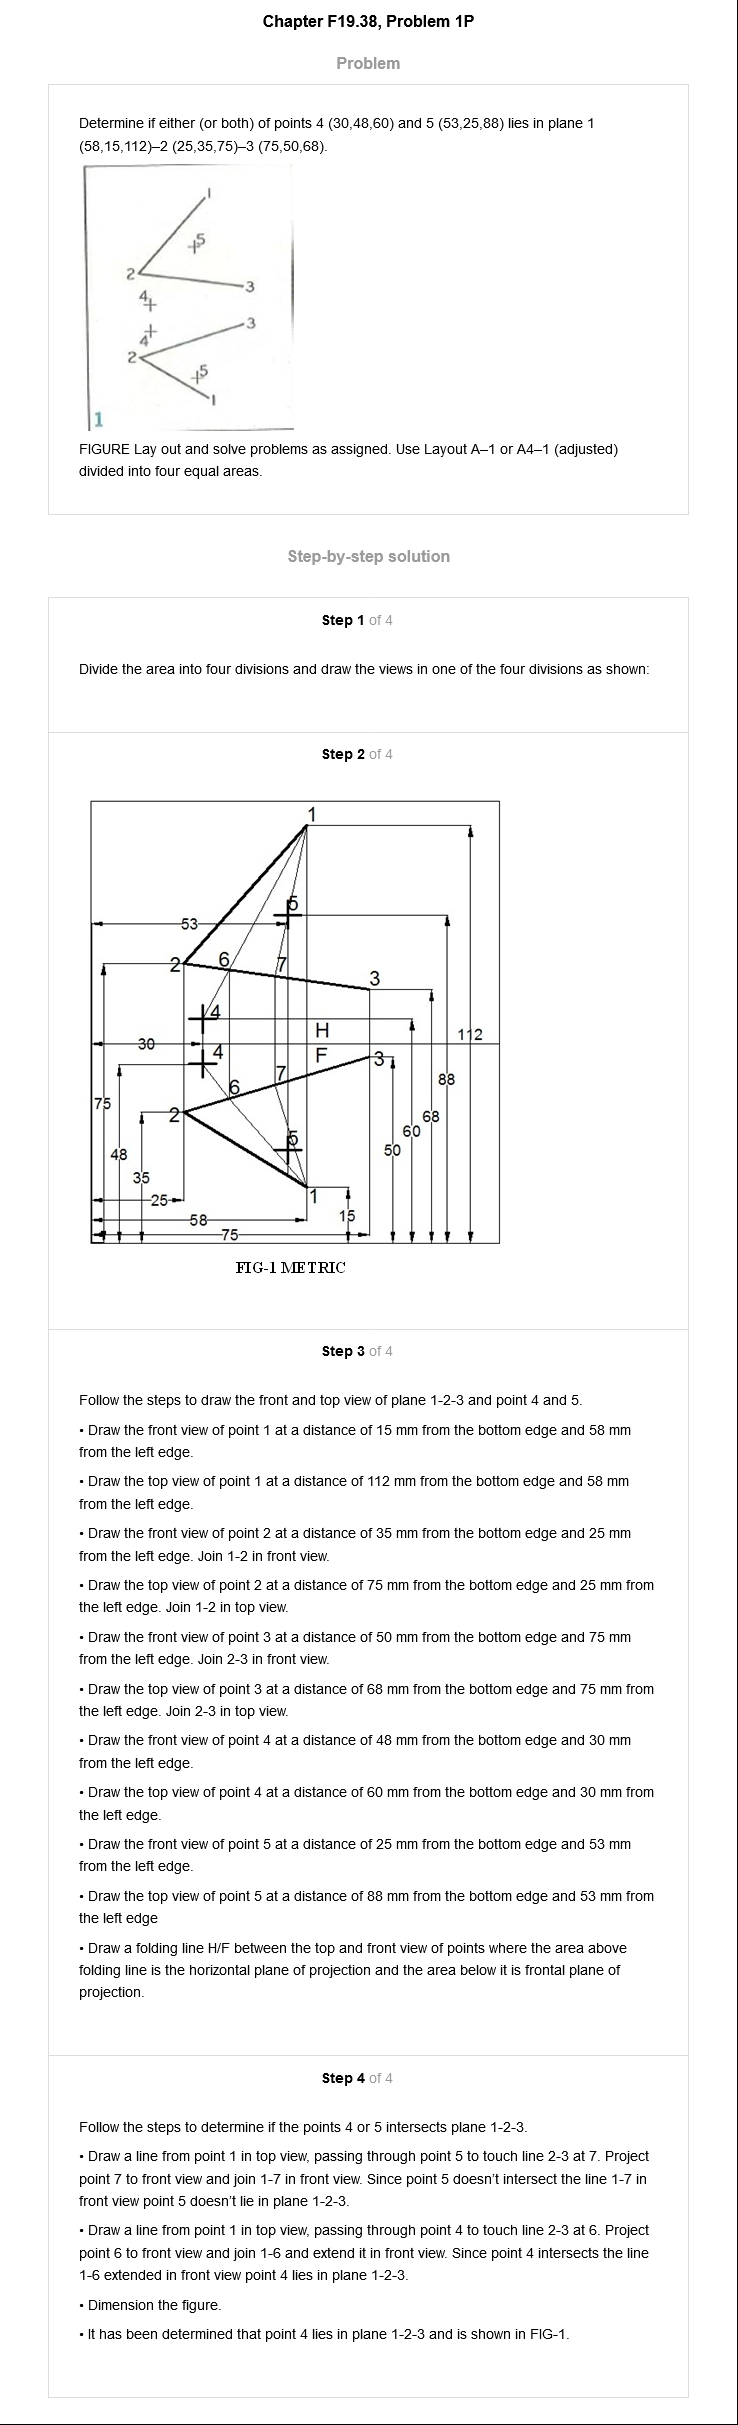 Chapter F19.38, Problem 1P
Problem
Determine if either (or both) of points 4 (30,48,60) and 5 (53,25,88) lies in plane 1
(58,15,112)–2 (25,35,75)–3 (75,50,68).
1
5
2
3
4
3
4
2
5
1
1
FIGURE Lay out and solve problems as assigned. Use Layout A–1 or A4–1 (adjusted)
divided into four equal areas.
Step-by-step solution
Step 1 of 4
Divide the area into four divisions and draw the views in one of the four divisions as shown:
Step 2 of 4
1
5
53
2 6 7
3
4
H
112
30 4 F 3
7 88
6
75
2 68
60
5
48 50
35
25 1
58 15
75
FIG-1 METRIC
Step 3 of 4
Follow the steps to draw the front and top view of plane 1-2-3 and point 4 and 5.
• Draw the front view of point 1 at a distance of 15 mm from the bottom edge and 58 mm
from the left edge.
• Draw the top view of point 1 at a distance of 112 mm from the bottom edge and 58 mm
from the left edge.
• Draw the front view of point 2 at a distance of 35 mm from the bottom edge and 25 mm
from the left edge. Join 1-2 in front view.
• Draw the top view of point 2 at a distance of 75 mm from the bottom edge and 25 mm from
the left edge. Join 1-2 in top view.
• Draw the front view of point 3 at a distance of 50 mm from the bottom edge and 75 mm
from the left edge. Join 2-3 in front view.
• Draw the top view of point 3 at a distance of 68 mm from the bottom edge and 75 mm from
the left edge. Join 2-3 in top view.
• Draw the front view of point 4 at a distance of 48 mm from the bottom edge and 30 mm
from the left edge.
• Draw the top view of point 4 at a distance of 60 mm from the bottom edge and 30 mm from
the left edge.
• Draw the front view of point 5 at a distance of 25 mm from the bottom edge and 53 mm
from the left edge.
• Draw the top view of point 5 at a distance of 88 mm from the bottom edge and 53 mm from
the left edge
• Draw a folding line H/F between the top and front view of points where the area above
folding line is the horizontal plane of projection and the area below it is frontal plane of
projection.
Step 4 of 4
Follow the steps to determine if the points 4 or 5 intersects plane 1-2-3.
• Draw a line from point 1 in top view, passing through point 5 to touch line 2-3 at 7. Project
point 7 to front view and join 1-7 in front view. Since point 5 doesn't intersect the line 1-7 in
front view point 5 doesn't lie in plane 1-2-3.
• Draw a line from point 1 in top view, passing through point 4 to touch line 2-3 at 6. Project
point 6 to front view and join 1-6 and extend it in front view. Since point 4 intersects the line
1-6 extended in front view point 4 lies in plane 1-2-3.
• Dimension the figure.
• It has been determined that point 4 lies in plane 1-2-3 and is shown in FIG-1.